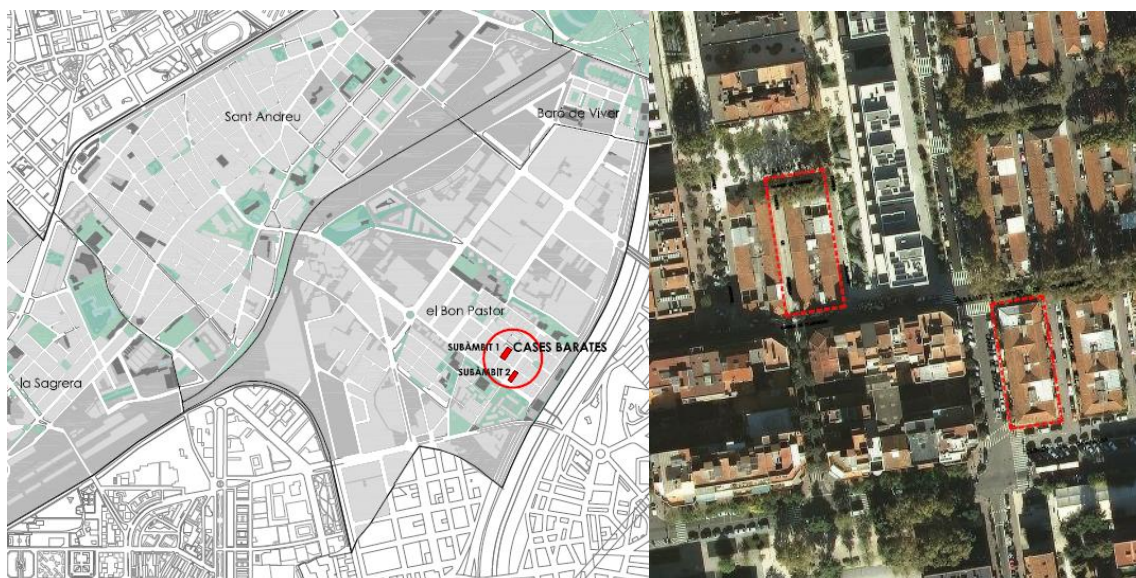 Sant Andreu
Baró de Viver
el Bon Pastor
SUBÀMBIT 1
CASES BARATES
SUBÀMBIT 2
la Sagrera